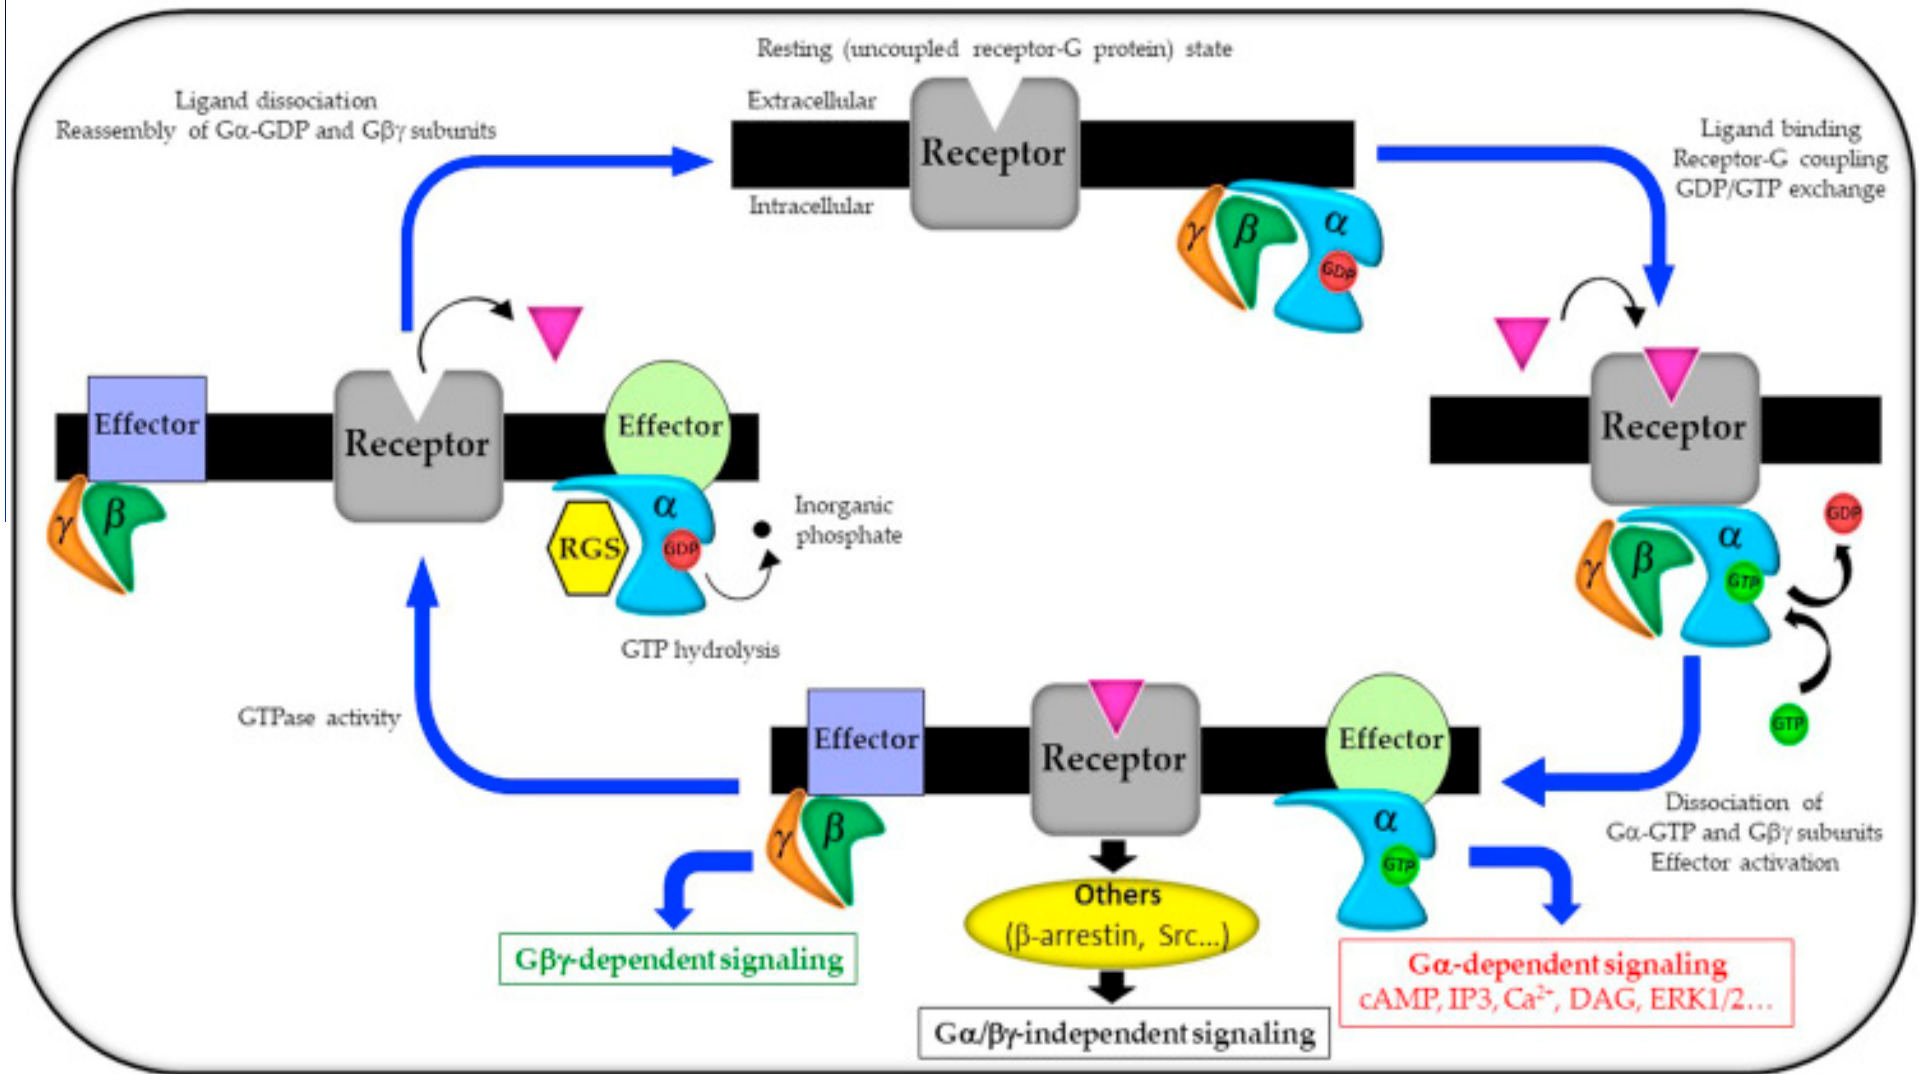 Resting (uncoupled receptor-G protein) state
Extracellular
Receptor
Intracellular
γ
β
α
GDP
Ligand binding
Receptor-G coupling
GDP/GTP exchange
Receptor
γ
β
α
GTP
GDP
GTP
Dissociation of
Gα-GTP and Gβγ subunits
Effector activation
Effector
Receptor
Effector
γ
β
α
GTP
Gβγ-dependent signaling
Others
(β-arrestin, Src...)
Gα/βγ-independent signaling
Gα-dependent signaling
cAMP, IP3, Ca²⁺, DAG, ERK1/2...
GTPase activity
Effector
Receptor
Effector
γ
β
RGS
α
GDP
Inorganic
phosphate
GTP hydrolysis
Ligand dissociation
Reassembly of Gα-GDP and Gβγ subunits